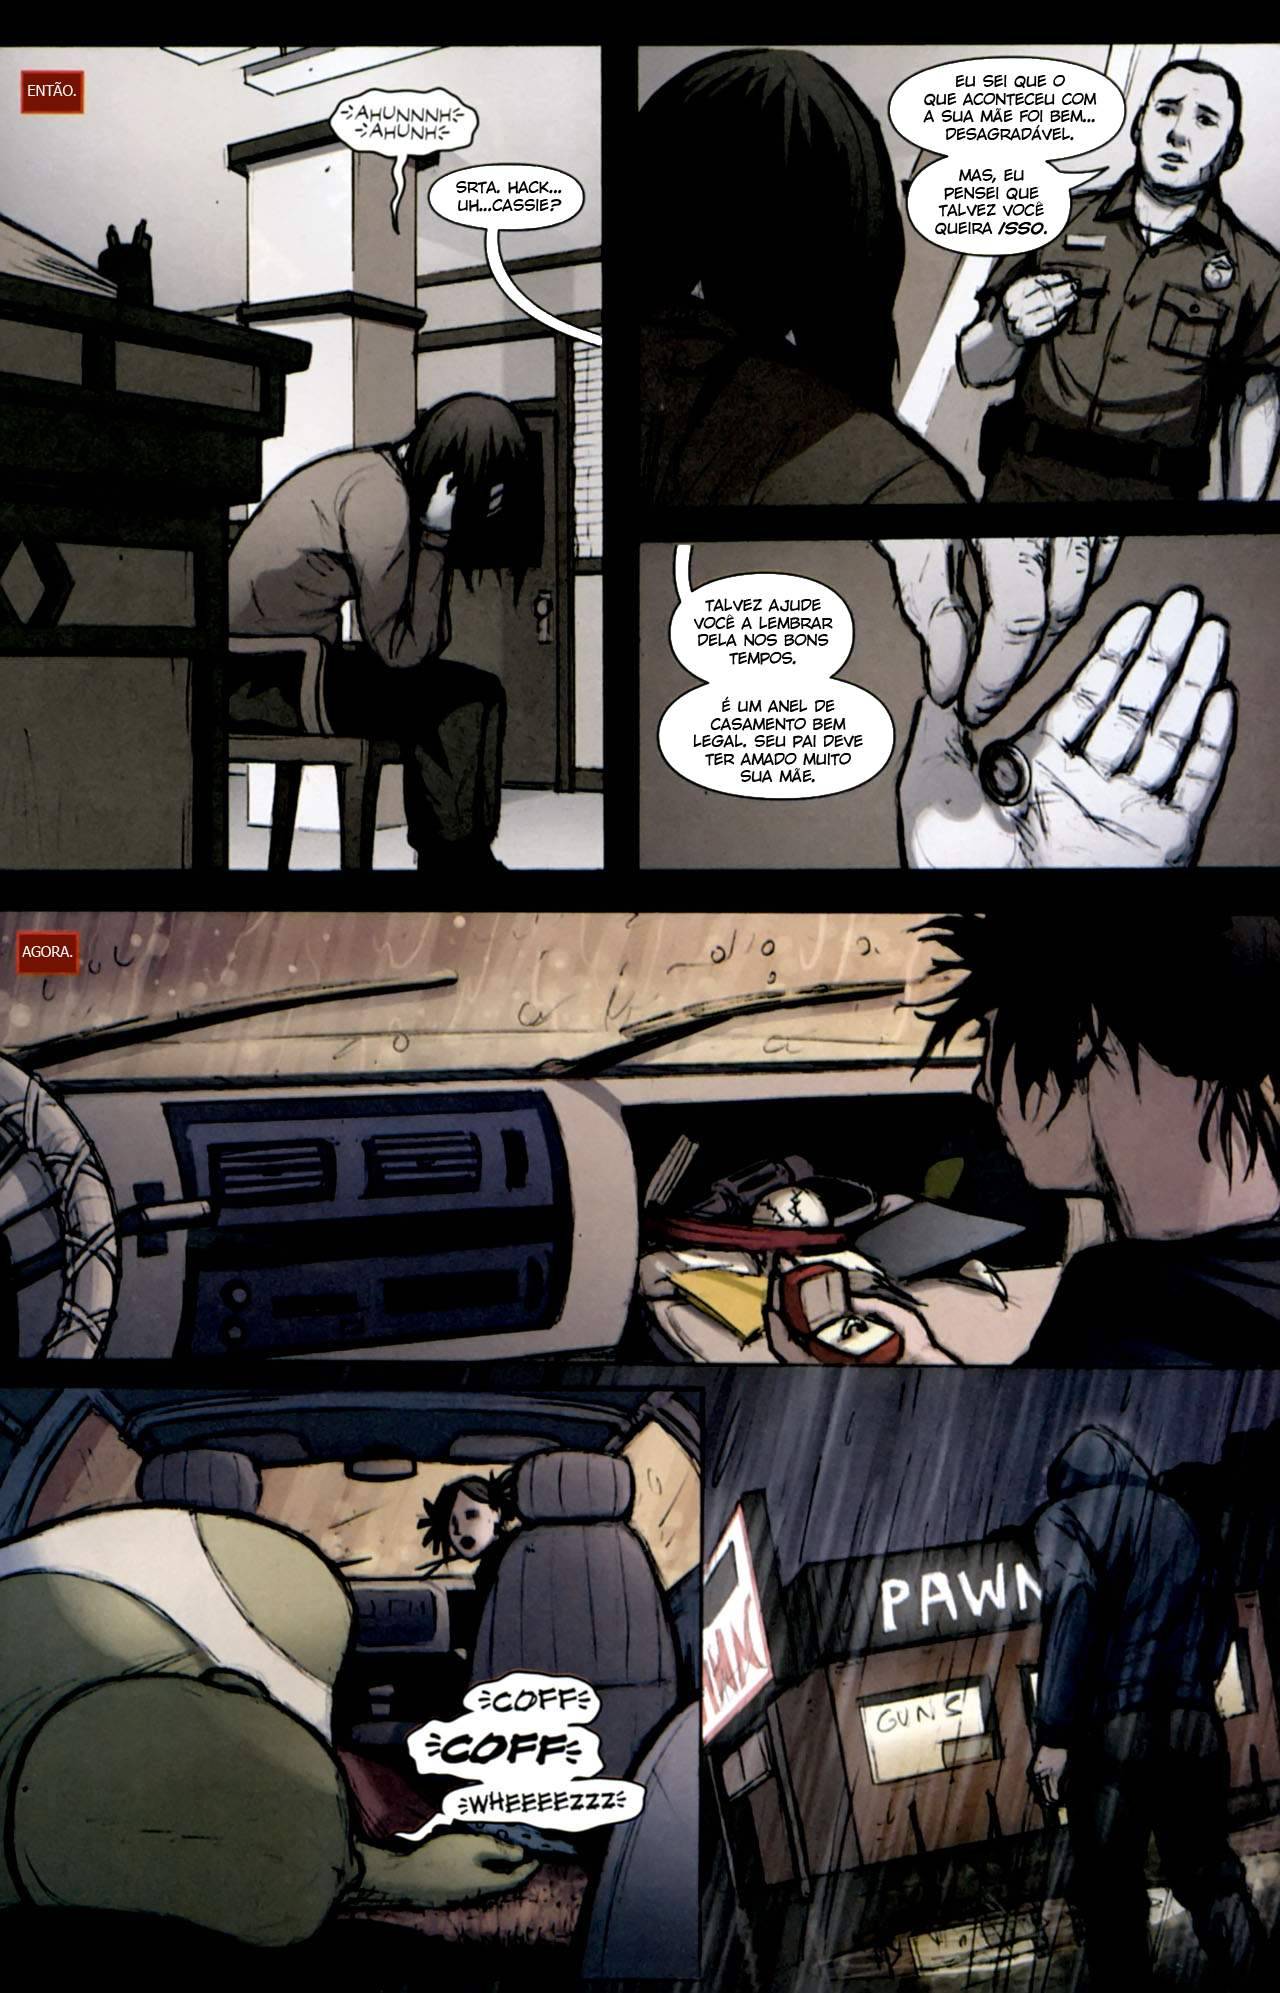 ENTÃO.
AHUNNNH
AHUNH
SRTA. HACK...
UH...CASSIE?
EU SEI QUE O
QUE ACONTECEU COM
A SUA MÃE FOI BEM...
DESAGRADÁVEL.
MAS, EU
PENSEI QUE
TALVEZ VOCÊ
QUEIRA ISSO.
TALVEZ AJUDE
VOCÊ A LEMBRAR
DELA NOS BONS
TEMPOS.
É UM ANEL DE
CASAMENTO BEM
LEGAL. SEU PAI DEVE
TER AMADO MUITO
SUA MÃE.
AGORA.
COFF
COFF
WHEEEEZZZ
PAWN
GUNS